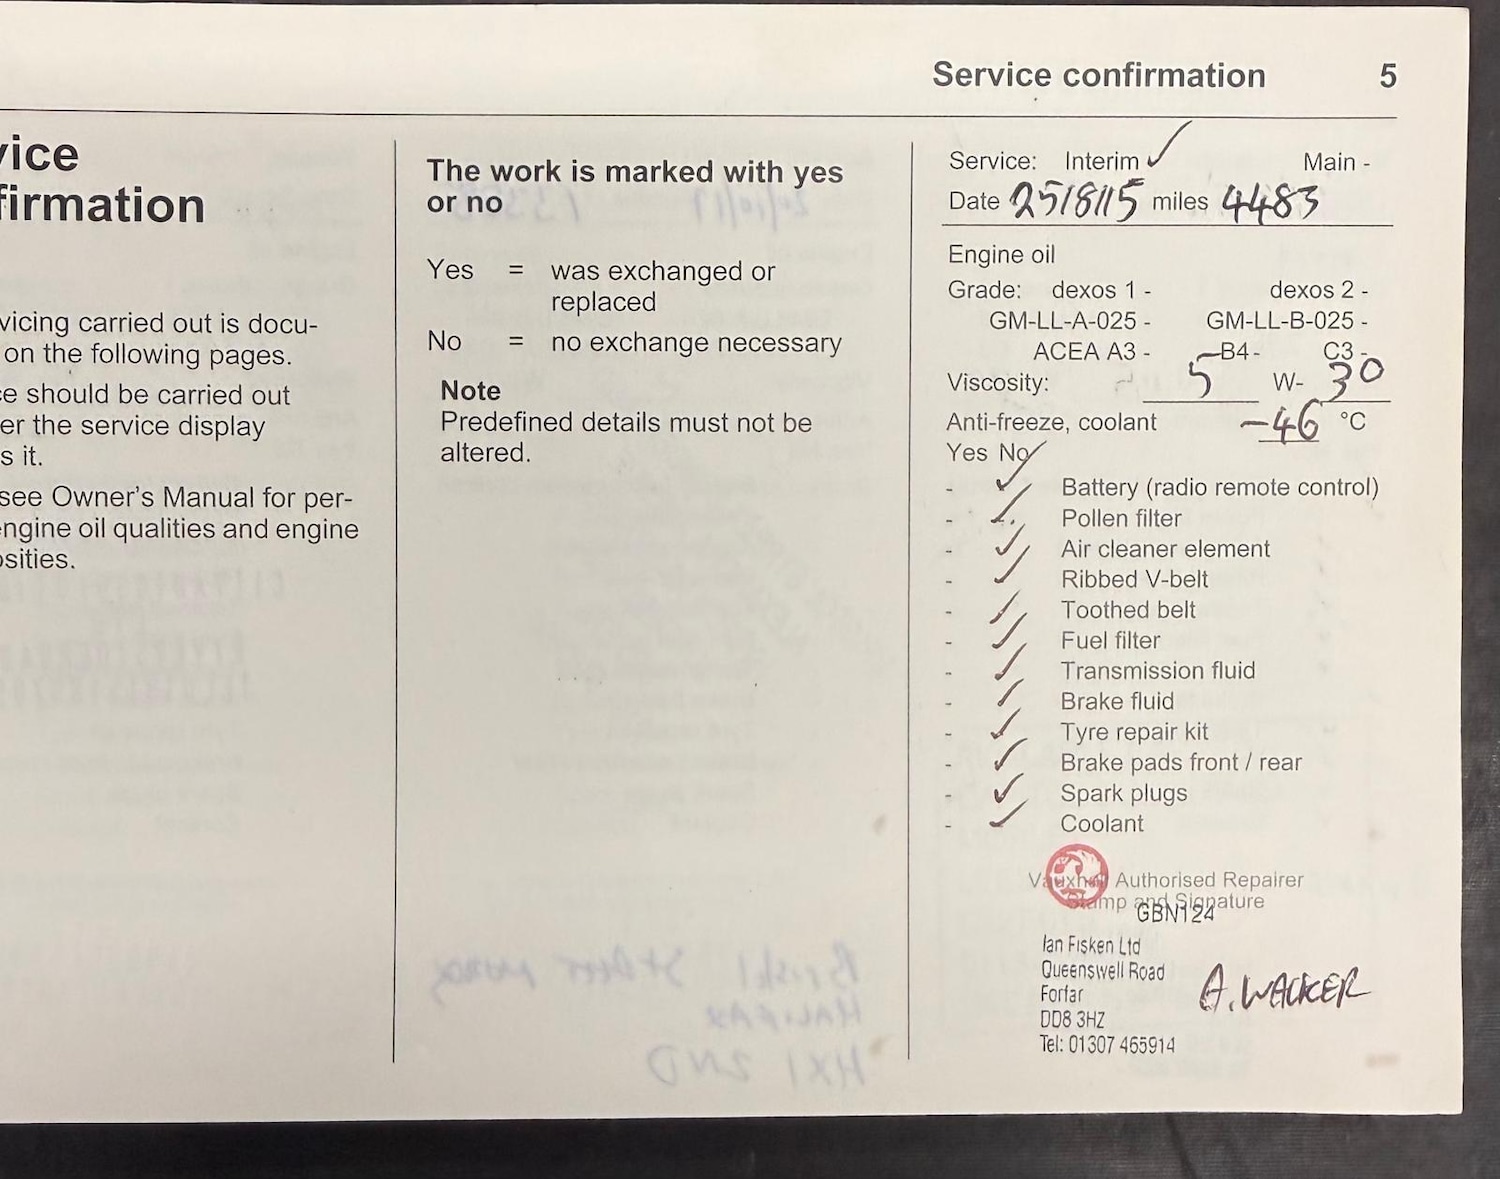 Service confirmation 5
vice
firmation
vicing carried out is docu-
on the following pages.
ce should be carried out
er the service display
s it.
see Owner's Manual for per-
engine oil qualities and engine
osities.
The work is marked with yes
or no
Yes = was exchanged or
replaced
No = no exchange necessary
Note
Predefined details must not be
altered.
Service: Interim ✓ Main -
Date 25/8/15 miles 4483
Engine oil
Grade: dexos 1 - dexos 2 -
GM-LL-A-025 - GM-LL-B-025 -
ACEA A3 - B4 - C3 -
Viscosity: 5 W- 30
Anti-freeze, coolant -46 °C
Yes No
- ✓ Battery (radio remote control)
- ✓ Pollen filter
- ✓ Air cleaner element
- ✓ Ribbed V-belt
- ✓ Toothed belt
- ✓ Fuel filter
- ✓ Transmission fluid
- ✓ Brake fluid
- ✓ Tyre repair kit
- ✓ Brake pads front / rear
- ✓ Spark plugs
- ✓ Coolant
Vauxhall Authorised Repairer
Stamp and Signature
GBN124
Ian Fisken Ltd
Queenswell Road
Forfar
DD8 3HZ
Tel: 01307 465914
A. WALKER